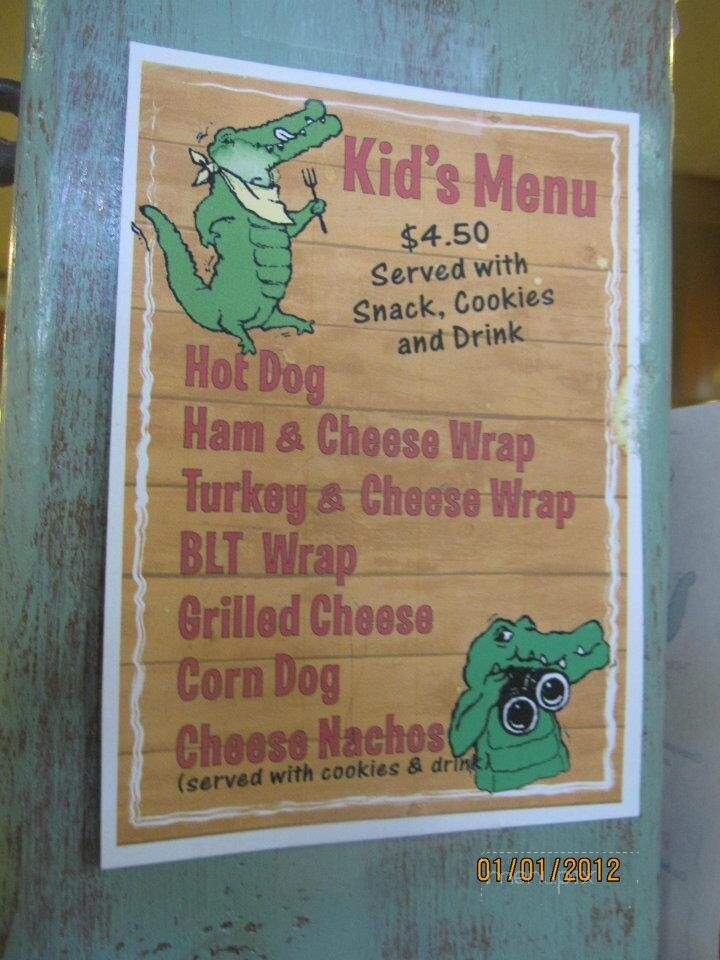 Kid's Menu
$4.50
Served with
Snack, Cookies
and Drink
Hot Dog
Ham & Cheese Wrap
Turkey & Cheese Wrap
BLT Wrap
Grilled Cheese
Corn Dog
Cheese Nachos
(served with cookies & drink)
01/01/2012